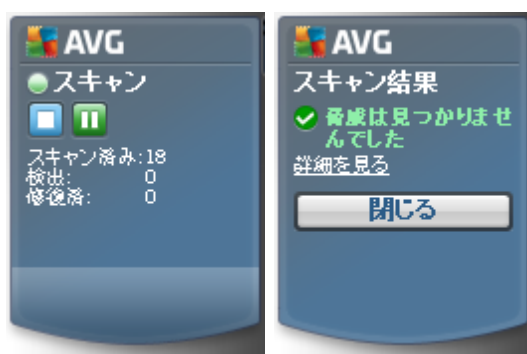 AVG
スキャン
スキャン済み:18
検出: 0
修復済: 0
AVG
スキャン結果
脅威は見つかりませ
んでした
詳細を見る
閉じる